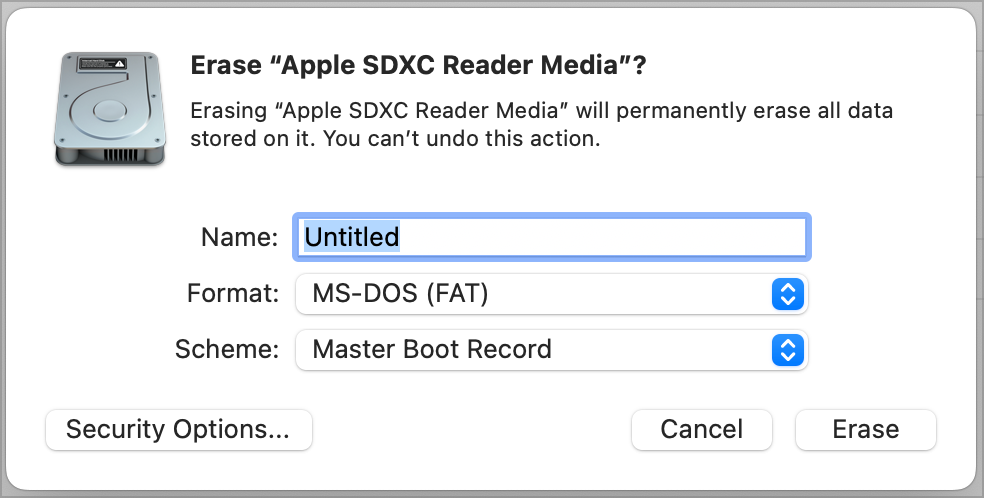 Erase “Apple SDXC Reader Media”?
Erasing “Apple SDXC Reader Media” will permanently erase all data
stored on it. You can’t undo this action.
Name: Untitled
Format: MS-DOS (FAT)
Scheme: Master Boot Record
Security Options... Cancel Erase